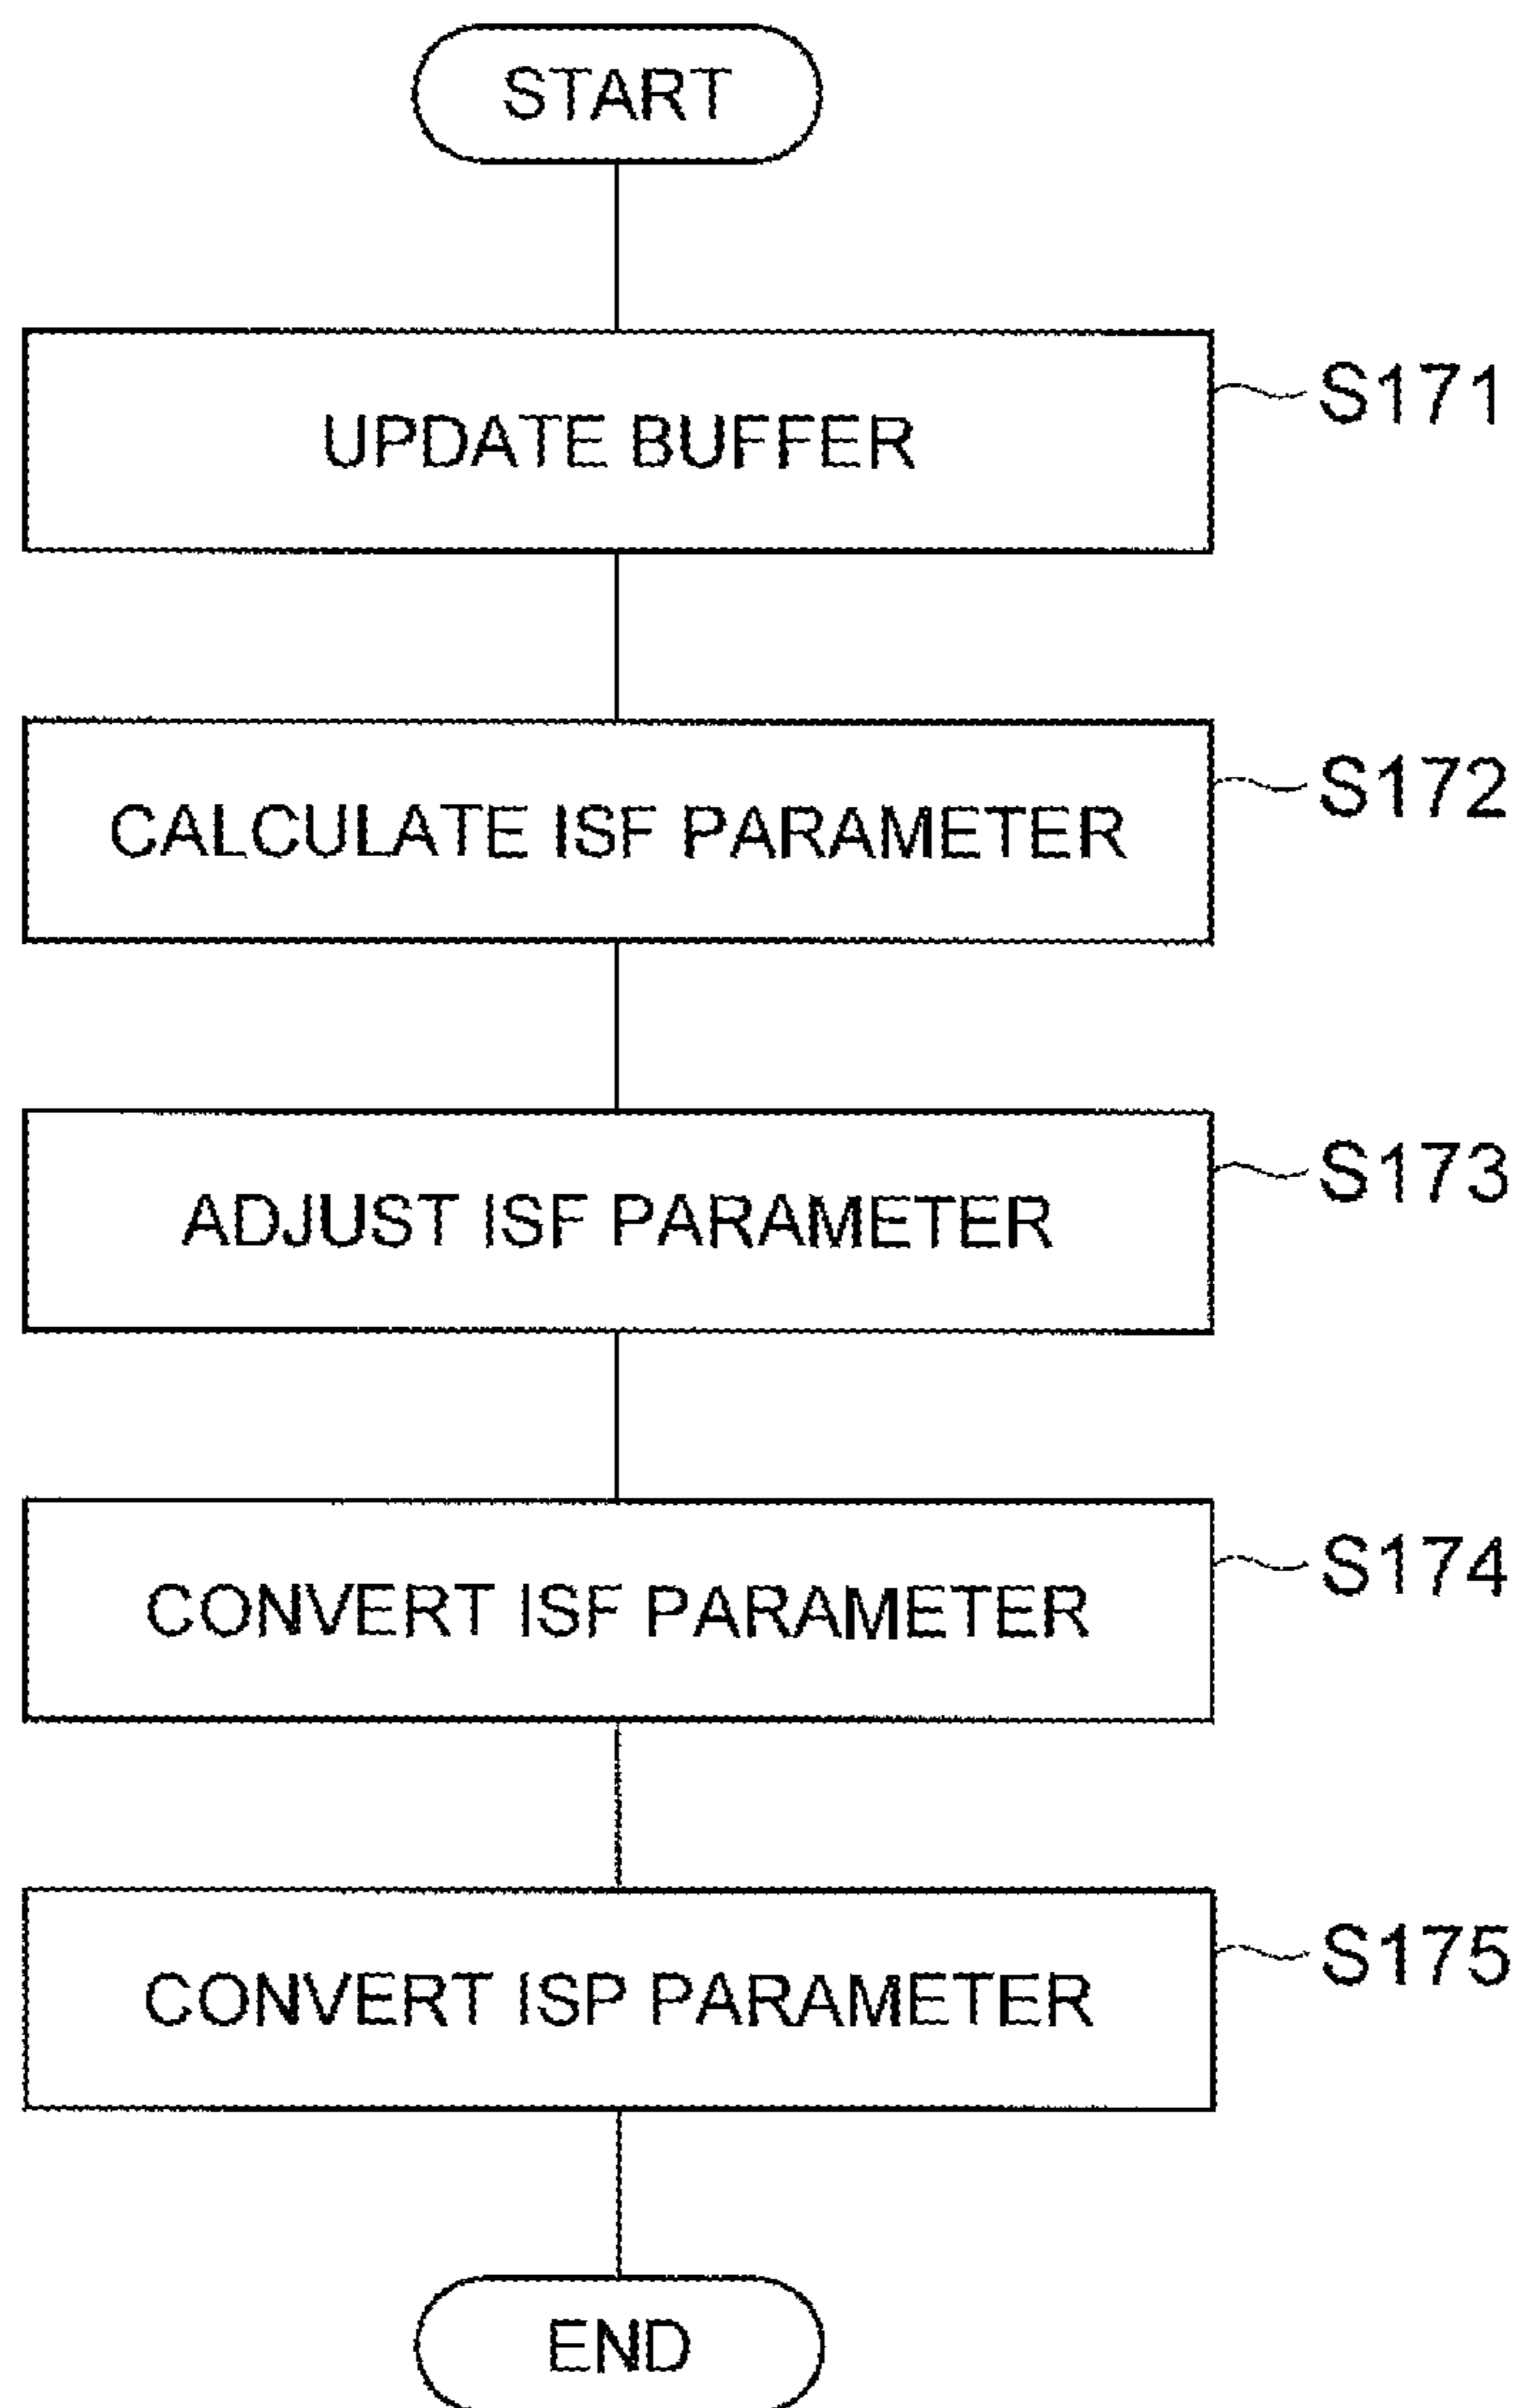 START
UPDATE BUFFER
S171
CALCULATE ISF PARAMETER
S172
ADJUST ISF PARAMETER
S173
CONVERT ISF PARAMETER
S174
CONVERT ISP PARAMETER
S175
END